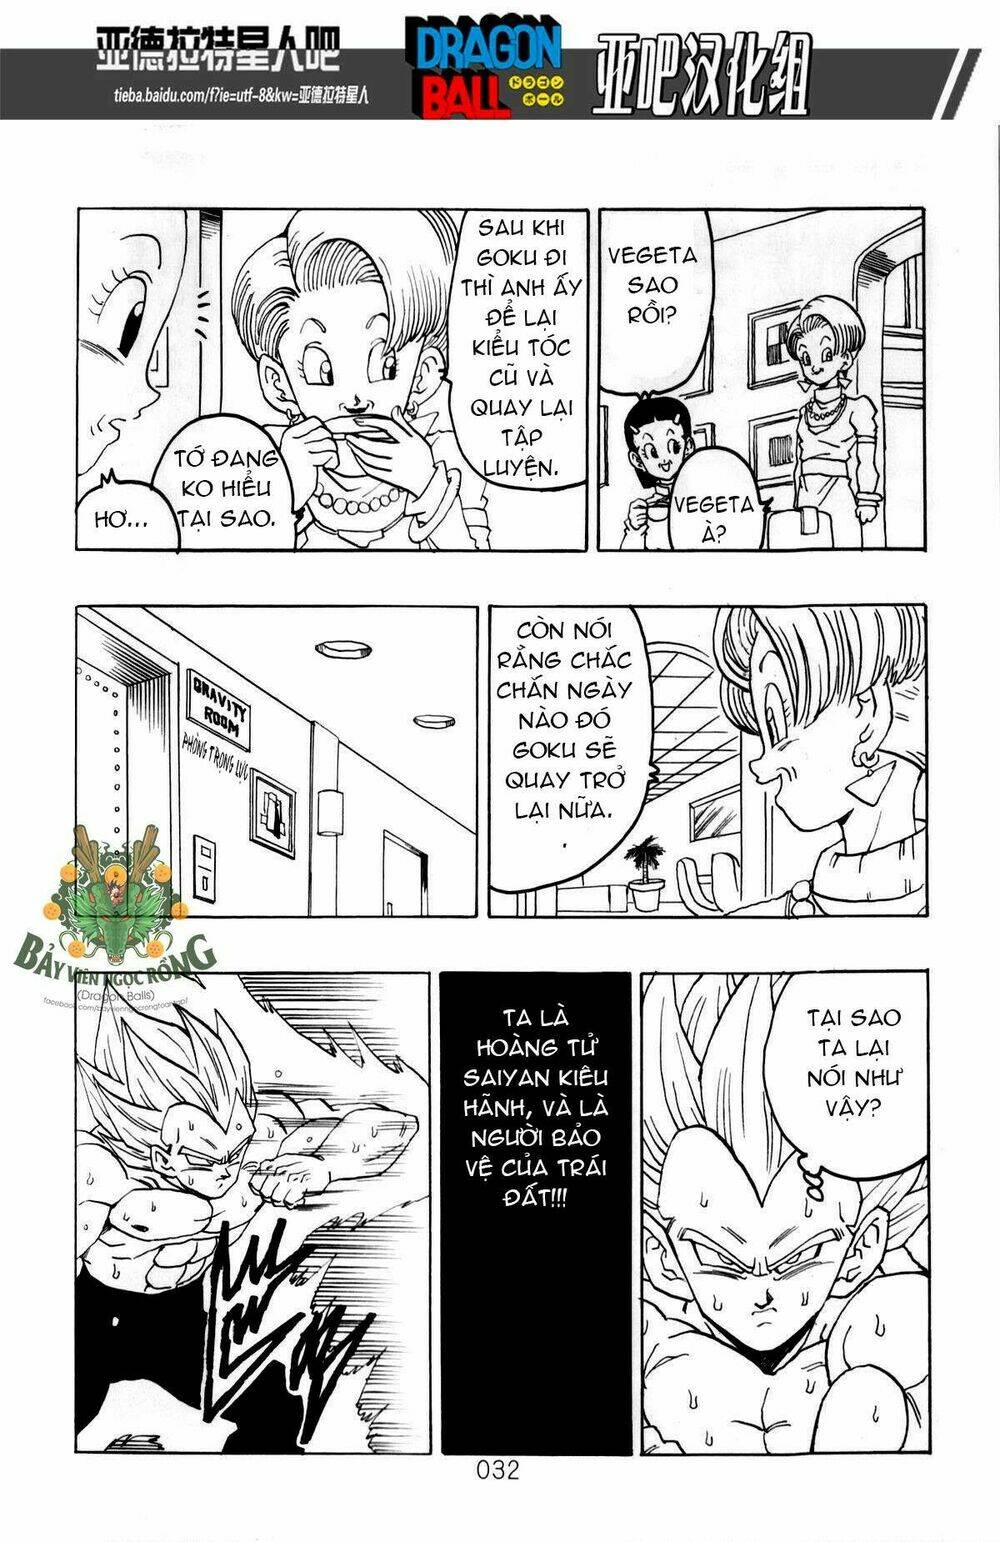 亚德拉特星人吧
tieba.baidu.com/f?ie=utf-8&kw=亚德拉特星人
DRAGON
BALL
ドラゴン
ボール
亚吧汉化组
VEGETA
SAO
RỒI?
VEGETA
À?
SAU KHI
GOKU ĐI
THÌ ANH ẤY
ĐỂ LẠI
KIỂU TÓC
CŨ VÀ
QUAY LẠI
TẬP
LUYỆN.
TỚ ĐANG
KO HIỂU
TẠI SAO.
HƠ...
CÒN NÓI
RẰNG CHẮC
CHẮN NGÀY
NÀO ĐÓ
GOKU SẼ
QUAY TRỞ
LẠI NỮA.
GRAVITY
ROOM
PHÒNG TRỌNG LỰC
BẢY VIÊN NGỌC RỒNG
(Dragon Balls)
TẠI SAO
TA LẠI
NÓI NHƯ
VẬY?
TA LÀ
HOÀNG TỬ
SAIYAN KIÊU
HÃNH, VÀ LÀ
NGƯỜI BẢO
VỆ CỦA TRÁI
ĐẤT!!!
032